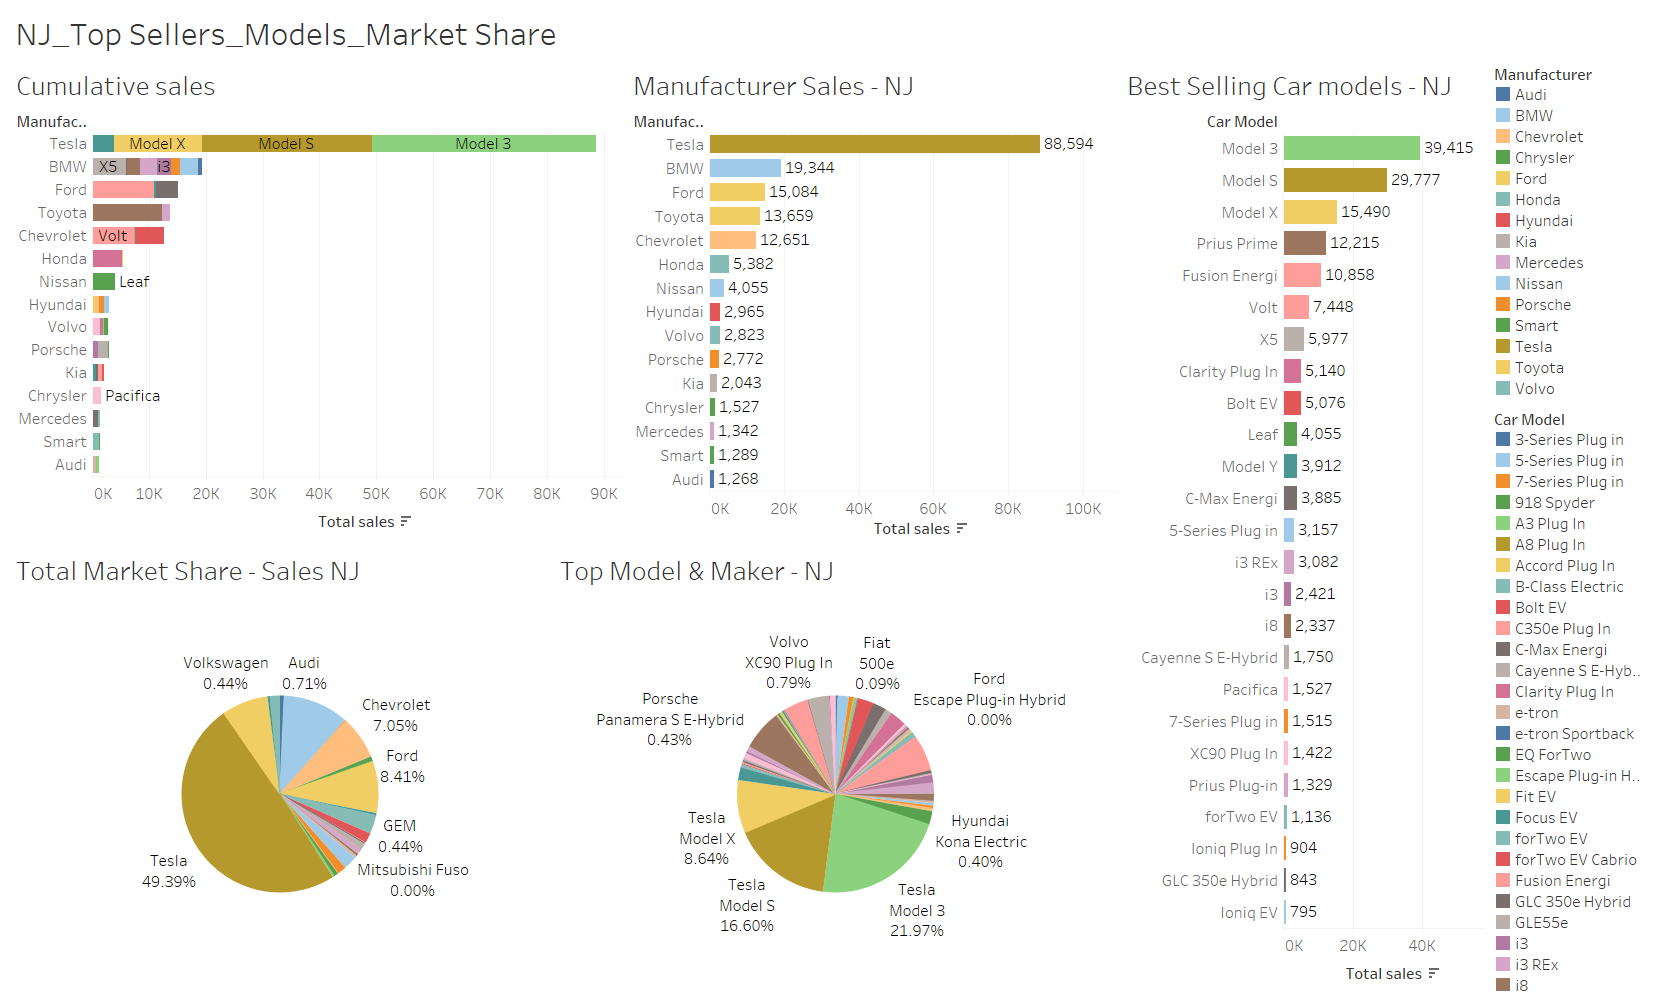 NJ_Top Sellers_Models_Market Share
Cumulative sales
Manufac..
Tesla
Model X
Model S
Model 3
BMW
X5
i3
Ford
Toyota
Chevrolet
Volt
Honda
Nissan
Leaf
Hyundai
Volvo
Porsche
Kia
Chrysler
Pacifica
Mercedes
Smart
Audi
0K 10K 20K 30K 40K 50K 60K 70K 80K 90K
Total sales
Manufacturer Sales - NJ
Manufac..
Tesla 88,594
BMW 19,344
Ford 15,084
Toyota 13,659
Chevrolet 12,651
Honda 5,382
Nissan 4,055
Hyundai 2,965
Volvo 2,823
Porsche 2,772
Kia 2,043
Chrysler 1,527
Mercedes 1,342
Smart 1,289
Audi 1,268
0K 20K 40K 60K 80K 100K
Total sales
Best Selling Car models - NJ
Car Model
Model 3 39,415
Model S 29,777
Model X 15,490
Prius Prime 12,215
Fusion Energi 10,858
Volt 7,448
X5 5,977
Clarity Plug In 5,140
Bolt EV 5,076
Leaf 4,055
Model Y 3,912
C-Max Energi 3,885
5-Series Plug in 3,157
i3 REx 3,082
i3 2,421
i8 2,337
Cayenne S E-Hybrid 1,750
Pacifica 1,527
7-Series Plug in 1,515
XC90 Plug In 1,422
Prius Plug-in 1,329
forTwo EV 1,136
Ioniq Plug In 904
GLC 350e Hybrid 843
Ioniq EV 795
0K 20K 40K
Total sales
Manufacturer
Audi
BMW
Chevrolet
Chrysler
Ford
Honda
Hyundai
Kia
Mercedes
Nissan
Porsche
Smart
Tesla
Toyota
Volvo
Car Model
3-Series Plug in
5-Series Plug in
7-Series Plug in
918 Spyder
A3 Plug In
A8 Plug In
Accord Plug In
B-Class Electric
Bolt EV
C350e Plug In
C-Max Energi
Cayenne S E-Hyb..
Clarity Plug In
e-tron
e-tron Sportback
EQ ForTwo
Escape Plug-in H..
Fit EV
Focus EV
forTwo EV
forTwo EV Cabrio
Fusion Energi
GLC 350e Hybrid
GLE55e
i3
i3 REx
i8
Total Market Share - Sales NJ
Volkswagen
0.44%
Audi
0.71%
Chevrolet
7.05%
Ford
8.41%
GEM
0.44%
Mitsubishi Fuso
0.00%
Tesla
49.39%
Top Model & Maker - NJ
Volvo
XC90 Plug In
0.79%
Fiat
500e
0.09%
Ford
Escape Plug-in Hybrid
0.00%
Porsche
Panamera S E-Hybrid
0.43%
Hyundai
Kona Electric
0.40%
Tesla
Model X
8.64%
Tesla
Model S
16.60%
Tesla
Model 3
21.97%